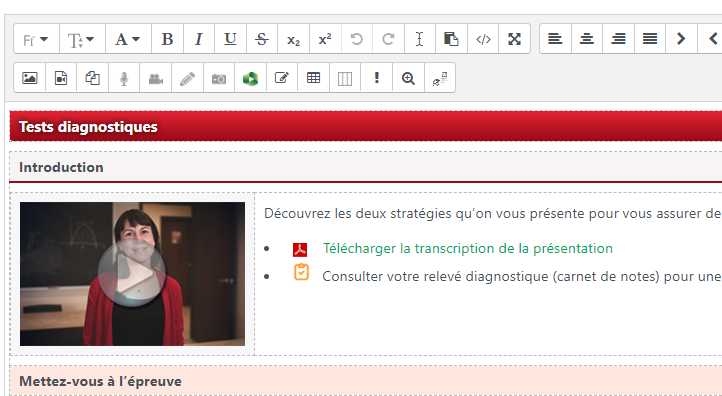 Tests diagnostiques
Introduction
Découvrez les deux stratégies qu’on vous présente pour vous assurer de
Télécharger la transcription de la présentation
Consulter votre relevé diagnostique (carnet de notes) pour une
Mettez-vous à l’épreuve